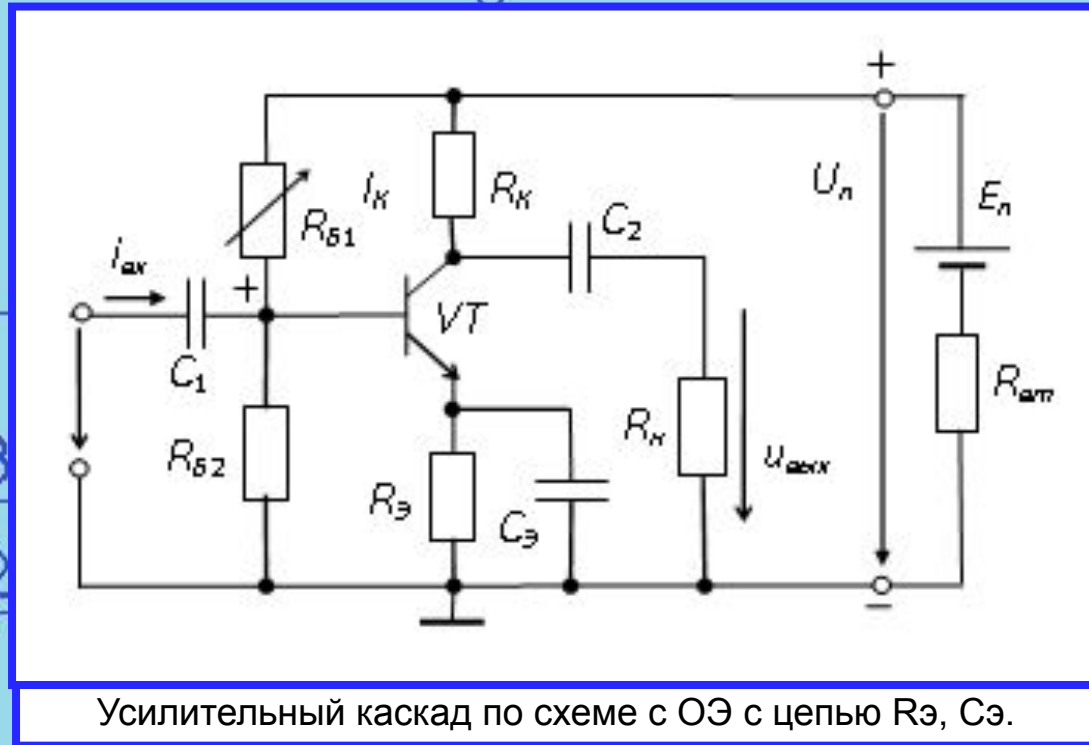 +
Uп
Eп
Rвт
iвх
+
Rб1
Iк
Rк
C2
VT
C1
Rб2
Rэ
Cэ
Rн
uвых
−
Усилительный каскад по схеме с ОЭ с цепью Rэ, Сэ.